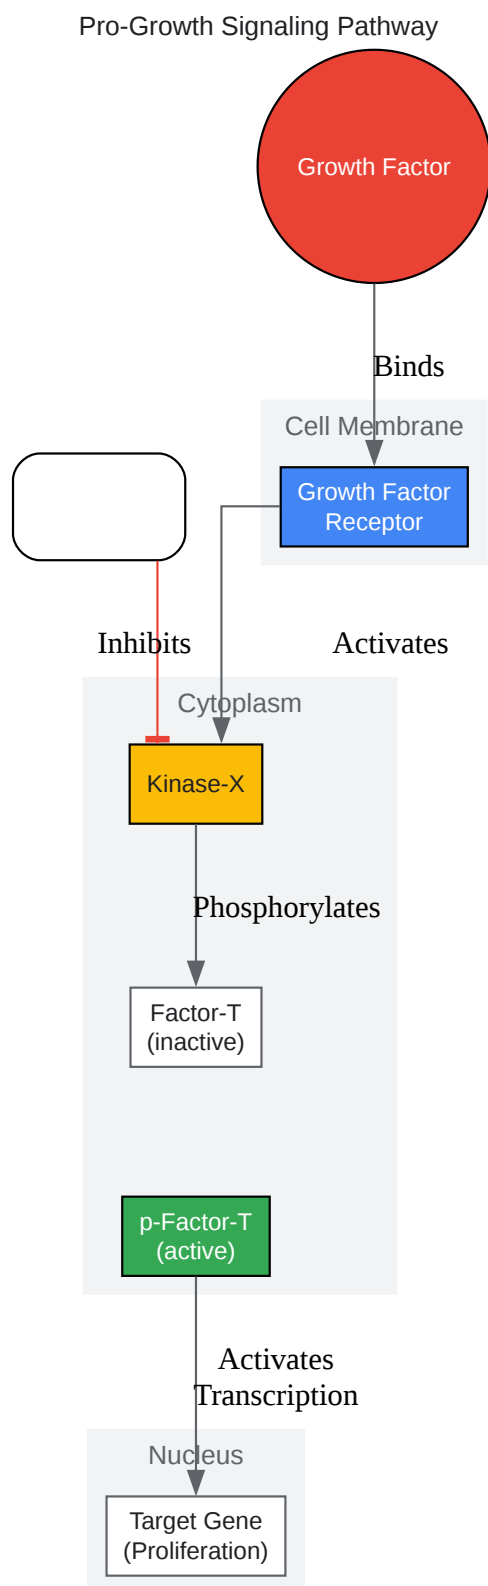 Pro-Growth Signaling Pathway
Growth Factor
Binds
Cell Membrane
Growth Factor
Receptor
Inhibits
Activates
Cytoplasm
Kinase-X
Phosphorylates
Factor-T
(inactive)
p-Factor-T
(active)
Activates
Transcription
Nucleus
Target Gene
(Proliferation)